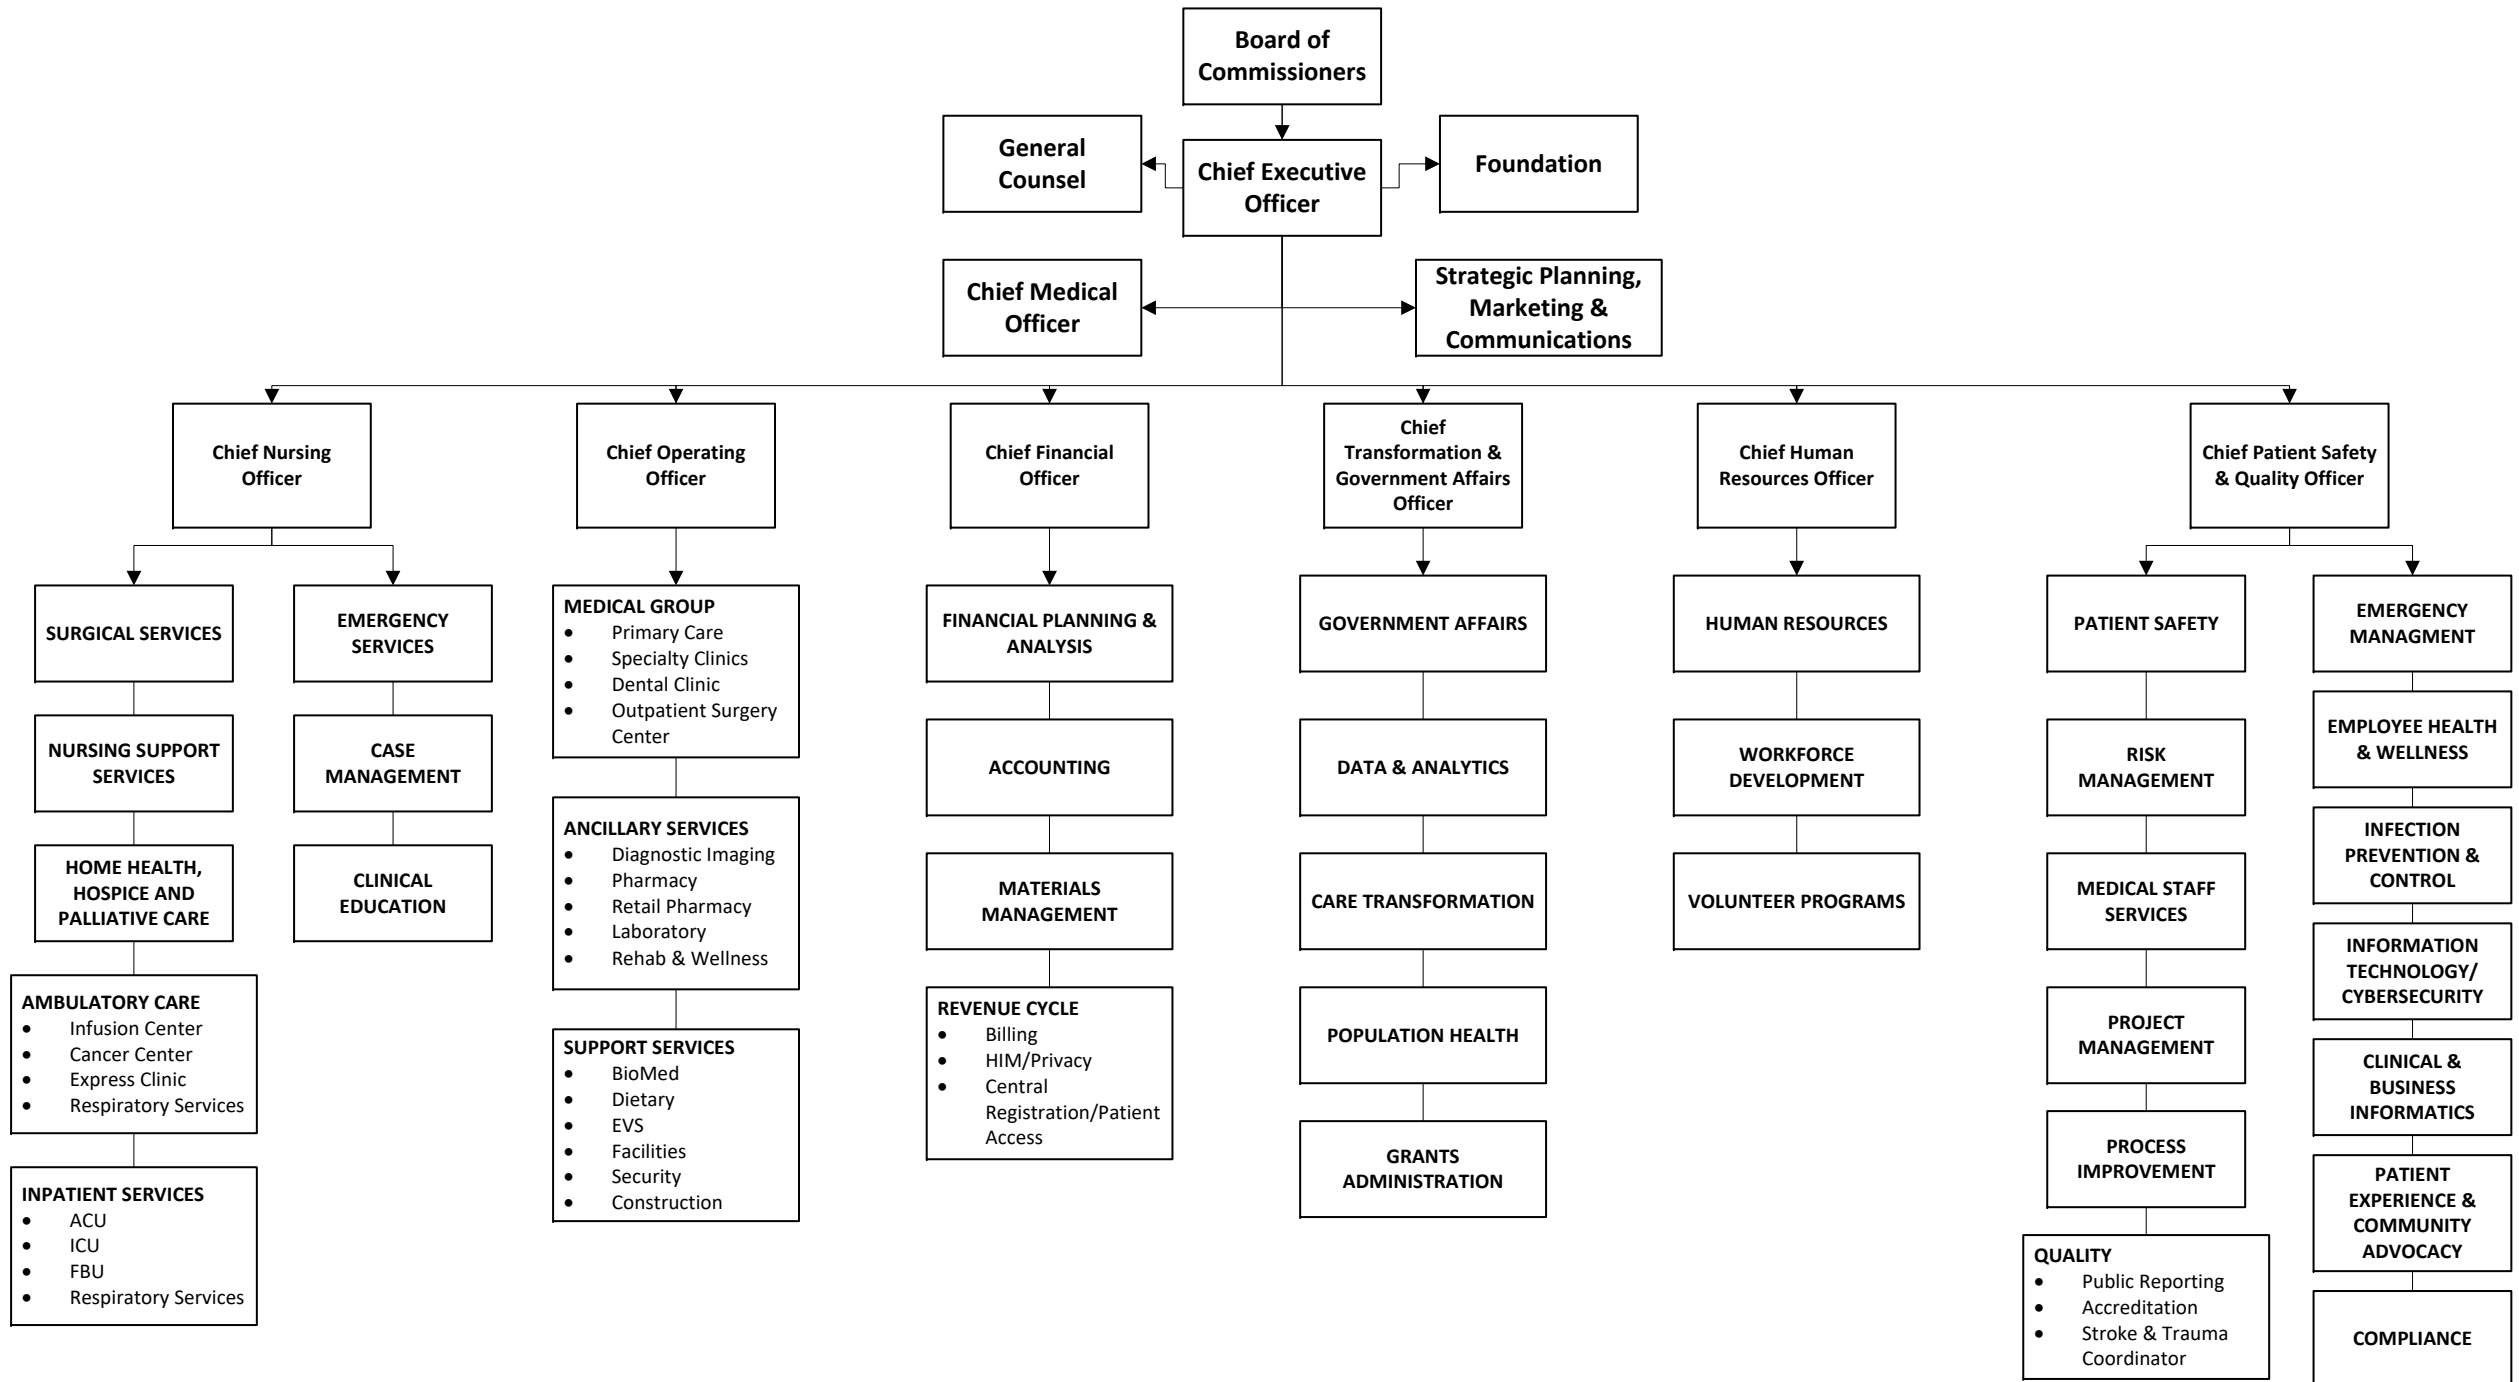 Board of
Commissioners
General
Counsel
Chief Executive
Officer
Foundation
Chief Medical
Officer
Strategic Planning,
Marketing &
Communications
Chief Nursing
Officer
Chief Operating
Officer
Chief Financial
Officer
Chief
Transformation &
Government Affairs
Officer
Chief Human
Resources Officer
Chief Patient Safety
& Quality Officer
SURGICAL SERVICES
NURSING SUPPORT
SERVICES
HOME HEALTH,
HOSPICE AND
PALLIATIVE CARE
AMBULATORY CARE
• Infusion Center
• Cancer Center
• Express Clinic
• Respiratory Services
INPATIENT SERVICES
• ACU
• ICU
• FBU
• Respiratory Services
EMERGENCY
SERVICES
CASE
MANAGEMENT
CLINICAL
EDUCATION
MEDICAL GROUP
• Primary Care
• Specialty Clinics
• Dental Clinic
• Outpatient Surgery
Center
ANCILLARY SERVICES
• Diagnostic Imaging
• Pharmacy
• Retail Pharmacy
• Laboratory
• Rehab & Wellness
SUPPORT SERVICES
• BioMed
• Dietary
• EVS
• Facilities
• Security
• Construction
FINANCIAL PLANNING &
ANALYSIS
ACCOUNTING
MATERIALS
MANAGEMENT
REVENUE CYCLE
• Billing
• HIM/Privacy
• Central
Registration/Patient
Access
GOVERNMENT AFFAIRS
DATA & ANALYTICS
CARE TRANSFORMATION
POPULATION HEALTH
GRANTS
ADMINISTRATION
HUMAN RESOURCES
WORKFORCE
DEVELOPMENT
VOLUNTEER PROGRAMS
PATIENT SAFETY
RISK
MANAGEMENT
MEDICAL STAFF
SERVICES
PROJECT
MANAGEMENT
PROCESS
IMPROVEMENT
QUALITY
• Public Reporting
• Accreditation
• Stroke & Trauma
Coordinator
EMERGENCY
MANAGMENT
EMPLOYEE HEALTH
& WELLNESS
INFECTION
PREVENTION &
CONTROL
INFORMATION
TECHNOLOGY/
CYBERSECURITY
CLINICAL &
BUSINESS
INFORMATICS
PATIENT
EXPERIENCE &
COMMUNITY
ADVOCACY
COMPLIANCE